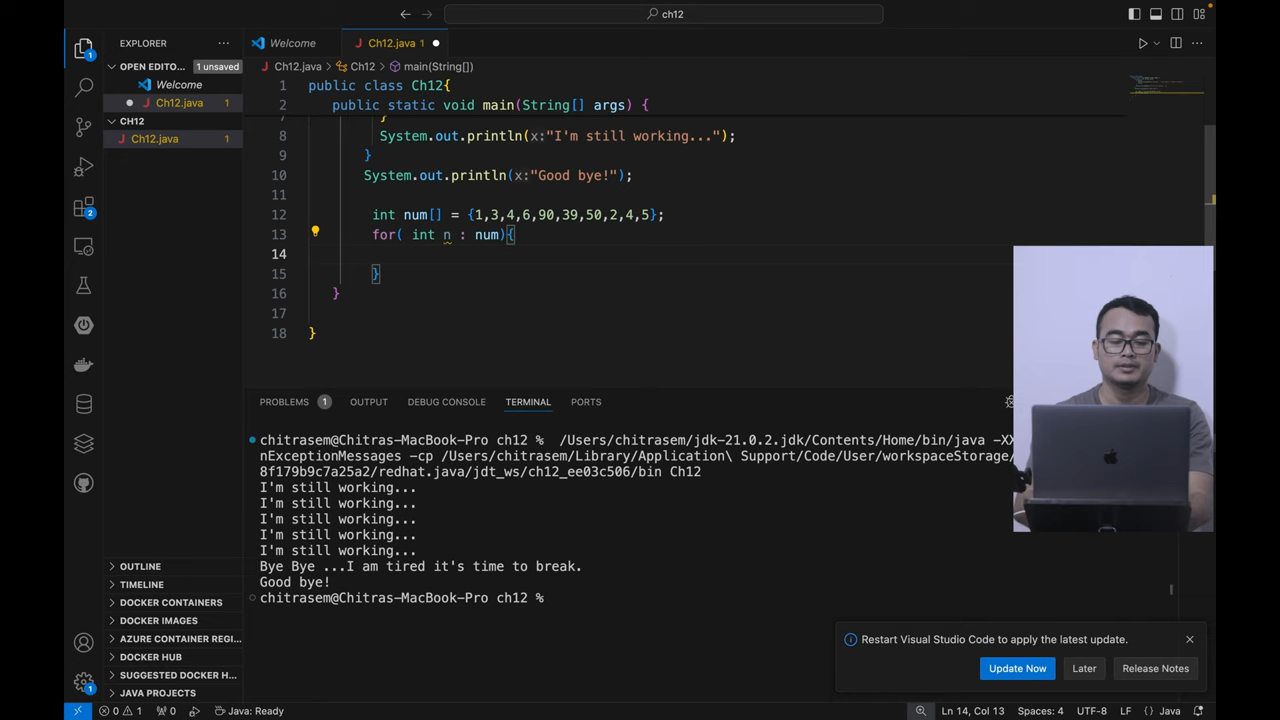 ch12
EXPLORER
Welcome
Ch12.java 1
OPEN EDITO...
1 unsaved
Ch12.java > Ch12 > main(String[])
Welcome
Ch12.java 1
CH12
Ch12.java 1
1 public class Ch12{
2 public static void main(String[] args) {
7 }
8 System.out.println(x:"I'm still working...");
9 }
10 System.out.println(x:"Good bye!");
11
12 int num[] = {1,3,4,6,90,39,50,2,4,5};
13 for( int n : num){
14
15 }
16 }
17
18 }
PROBLEMS 1 OUTPUT DEBUG CONSOLE TERMINAL PORTS
chitrasem@Chitras-MacBook-Pro ch12 % /Users/chitrasem/jdk-21.0.2.jdk/Contents/Home/bin/java -XX
nExceptionMessages -cp /Users/chitrasem/Library/Application\ Support/Code/User/workspaceStorage/
8f179b9c7a25a2/redhat.java/jdt_ws/ch12_ee03c506/bin Ch12
I'm still working...
I'm still working...
I'm still working...
I'm still working...
I'm still working...
Bye Bye ...I am tired it's time to break.
Good bye!
chitrasem@Chitras-MacBook-Pro ch12 %
OUTLINE
TIMELINE
DOCKER CONTAINERS
DOCKER IMAGES
AZURE CONTAINER REGI...
DOCKER HUB
SUGGESTED DOCKER H...
JAVA PROJECTS
1
2
1
Restart Visual Studio Code to apply the latest update.
Update Now Later Release Notes
0 1 0 Java: Ready
Ln 14, Col 13 Spaces: 4 UTF-8 LF {} Java